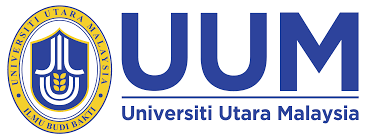 UNIVERSITI UTARA MALAYSIA
ILMU BUDI BAKTI
UUM
Universiti Utara Malaysia